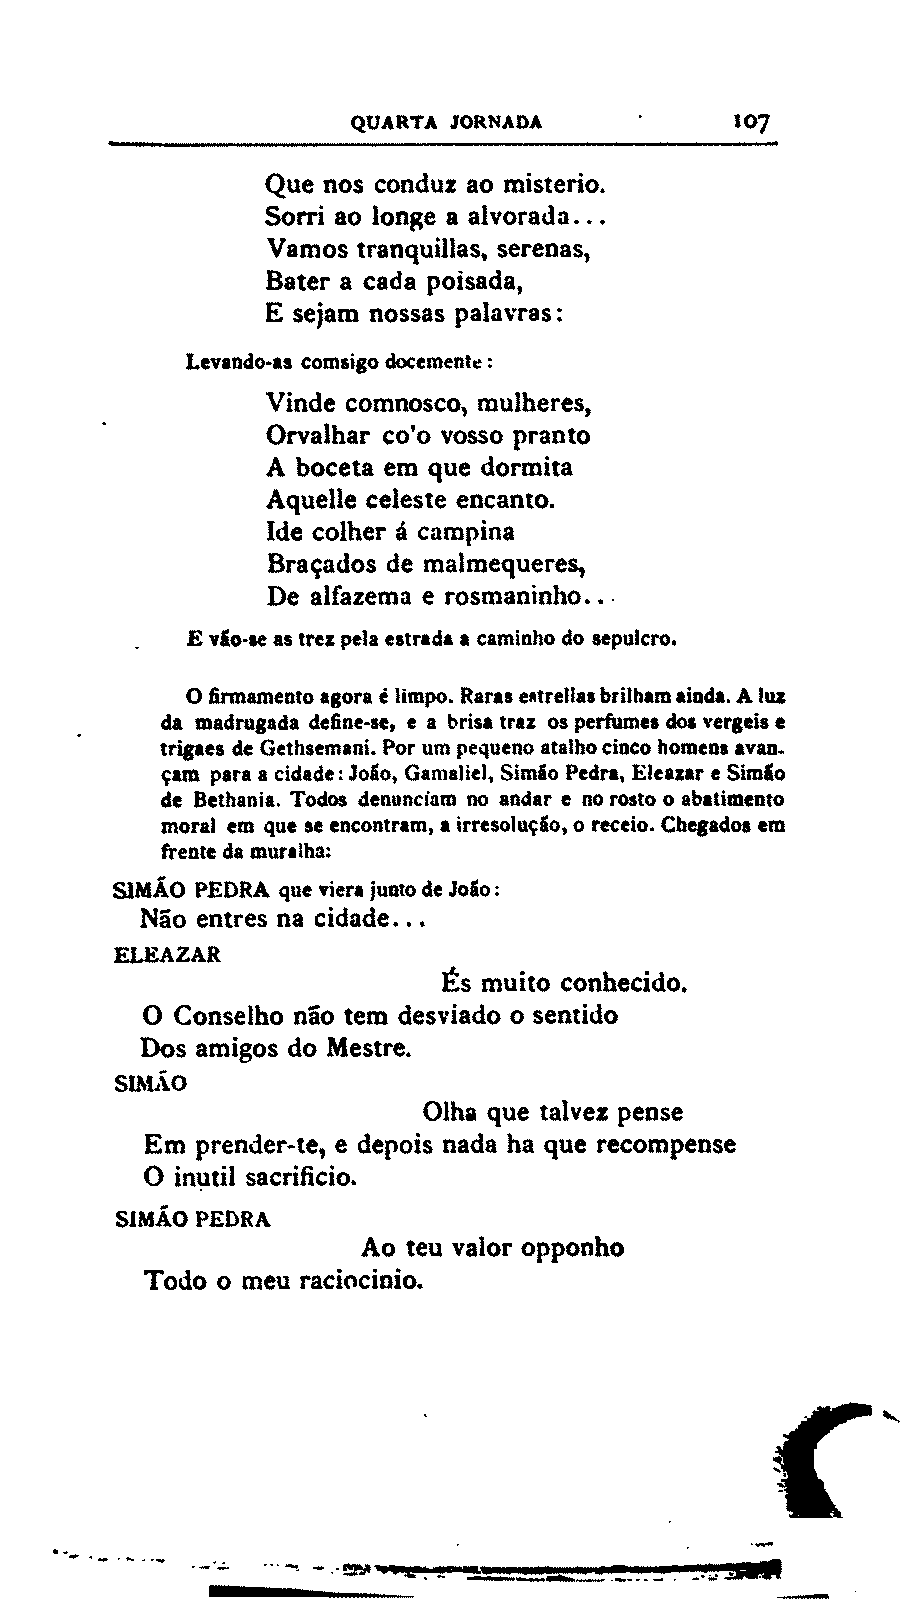 QUARTA JORNADA 107
Que nos conduz ao misterio.
Sorri ao longe a alvorada...
Vamos tranquillas, serenas,
Bater a cada poisada,
E sejam nossas palavras:
Levando-as comsigo docemente:
Vinde comnosco, mulheres,
Orvalhar co'o vosso pranto
A boceta em que dormita
Aquelle celeste encanto.
Ide colher á campina
Braçados de malmequeres,
De alfazema e rosmaninho...
E vão-se as trez pela estrada a caminho do sepulcro.
O firmamento agora é limpo. Raras estrellas brilham ainda. A luz
da madrugada define-se, e a brisa traz os perfumes dos vergeis e
trigaes de Gethsemani. Por um pequeno atalho cinco homens avan-
çam para a cidade: João, Gamaliel, Simão Pedra, Eleazar e Simão
de Bethania. Todos denunciam no andar e no rosto o abatimento
moral em que se encontram, a irresolução, o receio. Chegados em
frente da muralha:
SIMÃO PEDRA que viera junto de João:
Não entres na cidade...
ELEAZAR
És muito conhecido.
O Conselho não tem desviado o sentido
Dos amigos do Mestre.
SIMÃO
Olha que talvez pense
Em prender-te, e depois nada ha que recompense
O inutil sacrificio.
SIMÃO PEDRA
Ao teu valor opponho
Todo o meu raciocinio.